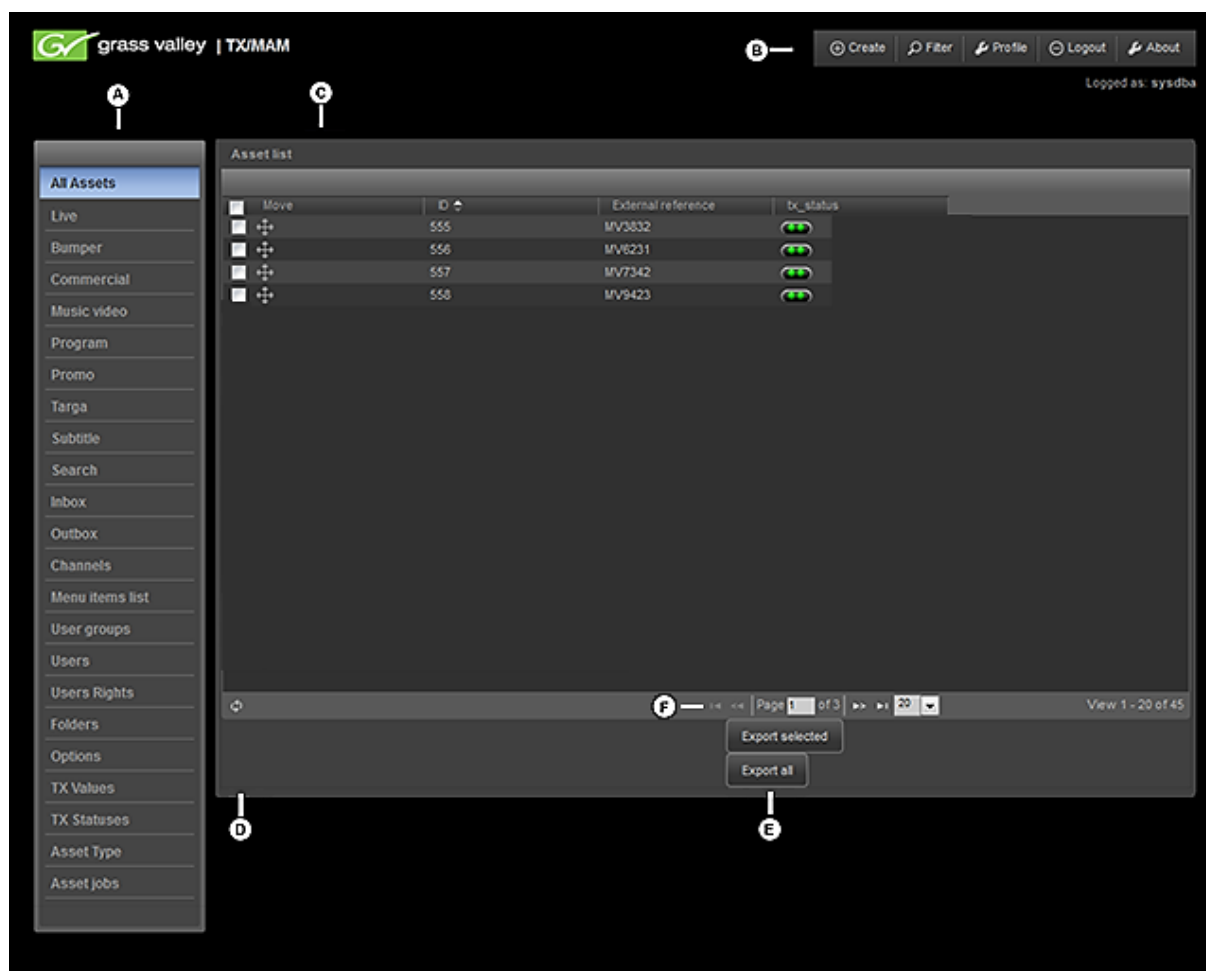 grass valley | TX/MAM
B
Create
Filter
Profile
Logout
About
Logged as: sysdba
A
C
All Assets
Live
Bumper
Commercial
Music video
Program
Promo
Targa
Subtitle
Search
Inbox
Outbox
Channels
Menu items list
User groups
Users
Users Rights
Folders
Options
TX Values
TX Statuses
Asset Type
Asset jobs
Asset list
Move ID External reference tx_status
555 MV3832
556 MV6231
557 MV7342
558 MV9423
F
Page 1 of 3 20
View 1 - 20 of 45
Export selected
Export all
D
E